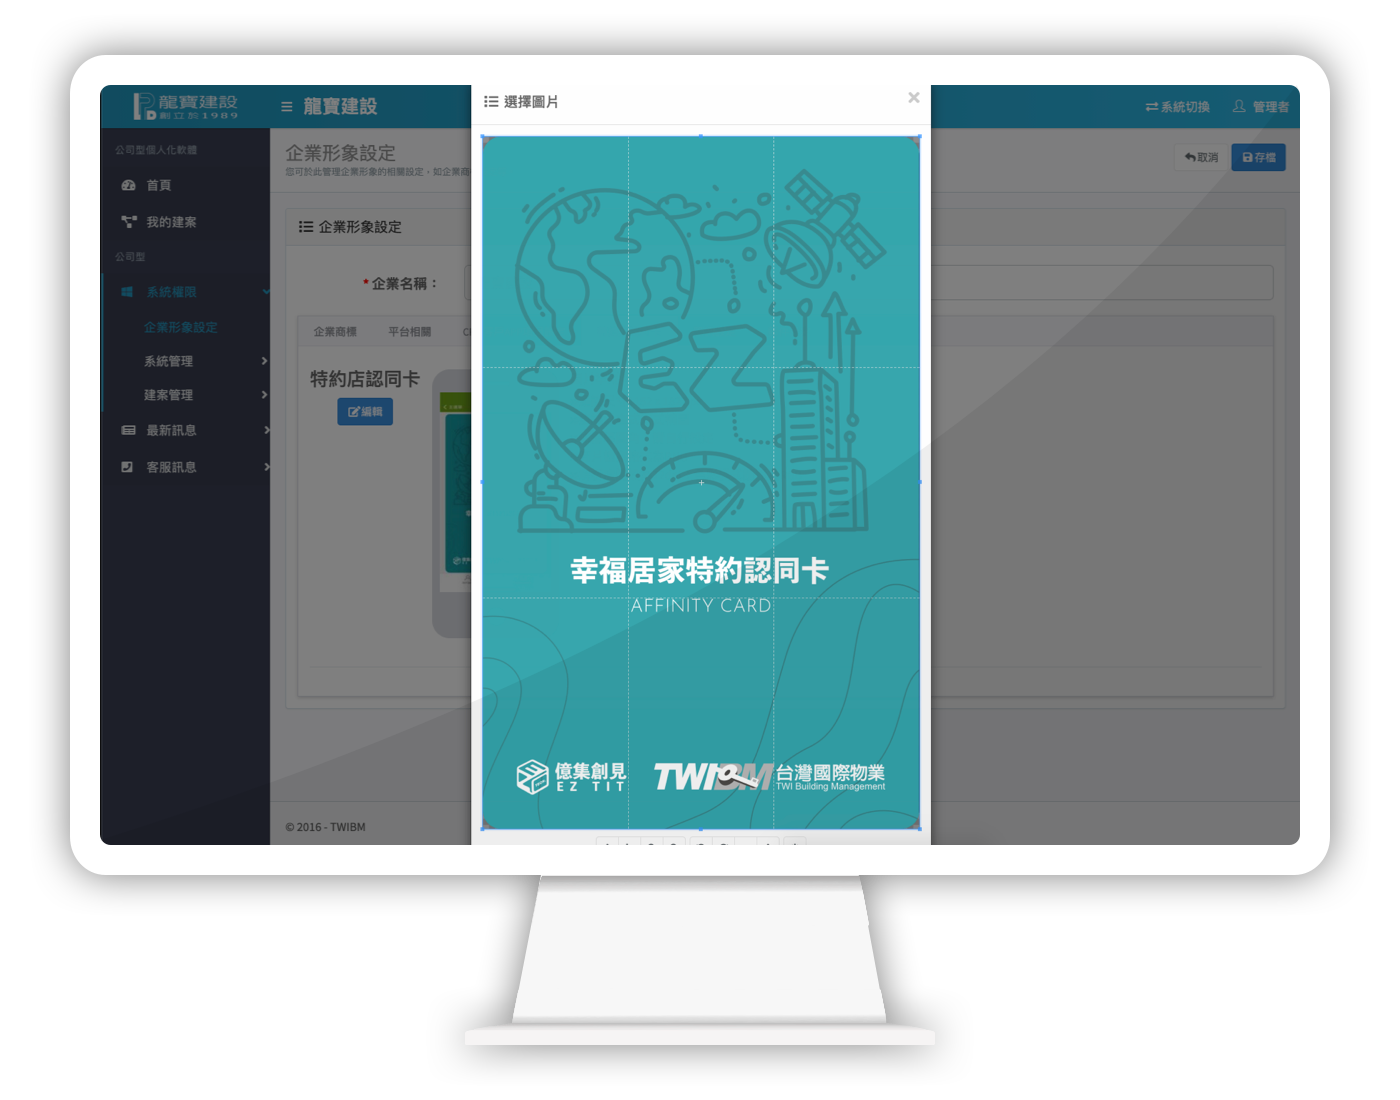 龍寶建設
創立於1989
龍寶建設
選擇圖片
系統切換
管理者
公司型個人化軟體
首頁
我的建案
公司型
系統權限
企業形象設定
系統管理
建案管理
最新訊息
客服訊息
企業形象設定
您可於此管理企業形象的相關設定,如企業商
取消
存檔
企業形象設定
*企業名稱:
企業商標
平台相關
特約店認同卡
編輯
EZ
幸福居家特約認同卡
AFFINITY CARD
億集創見
EZ TIT
TWIBM
台灣國際物業
TWI Building Management
© 2016 - TWIBM